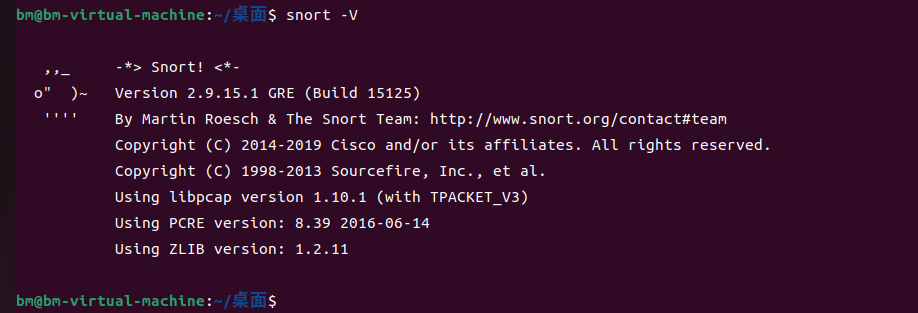 bm@bm-virtual-machine:~/桌面$ snort -V
,,_ -*> Snort! <*-
o" )~ Version 2.9.15.1 GRE (Build 15125)
'''' By Martin Roesch & The Snort Team: http://www.snort.org/contact#team
Copyright (C) 2014-2019 Cisco and/or its affiliates. All rights reserved.
Copyright (C) 1998-2013 Sourcefire, Inc., et al.
Using libpcap version 1.10.1 (with TPACKET_V3)
Using PCRE version: 8.39 2016-06-14
Using ZLIB version: 1.2.11
bm@bm-virtual-machine:~/桌面$